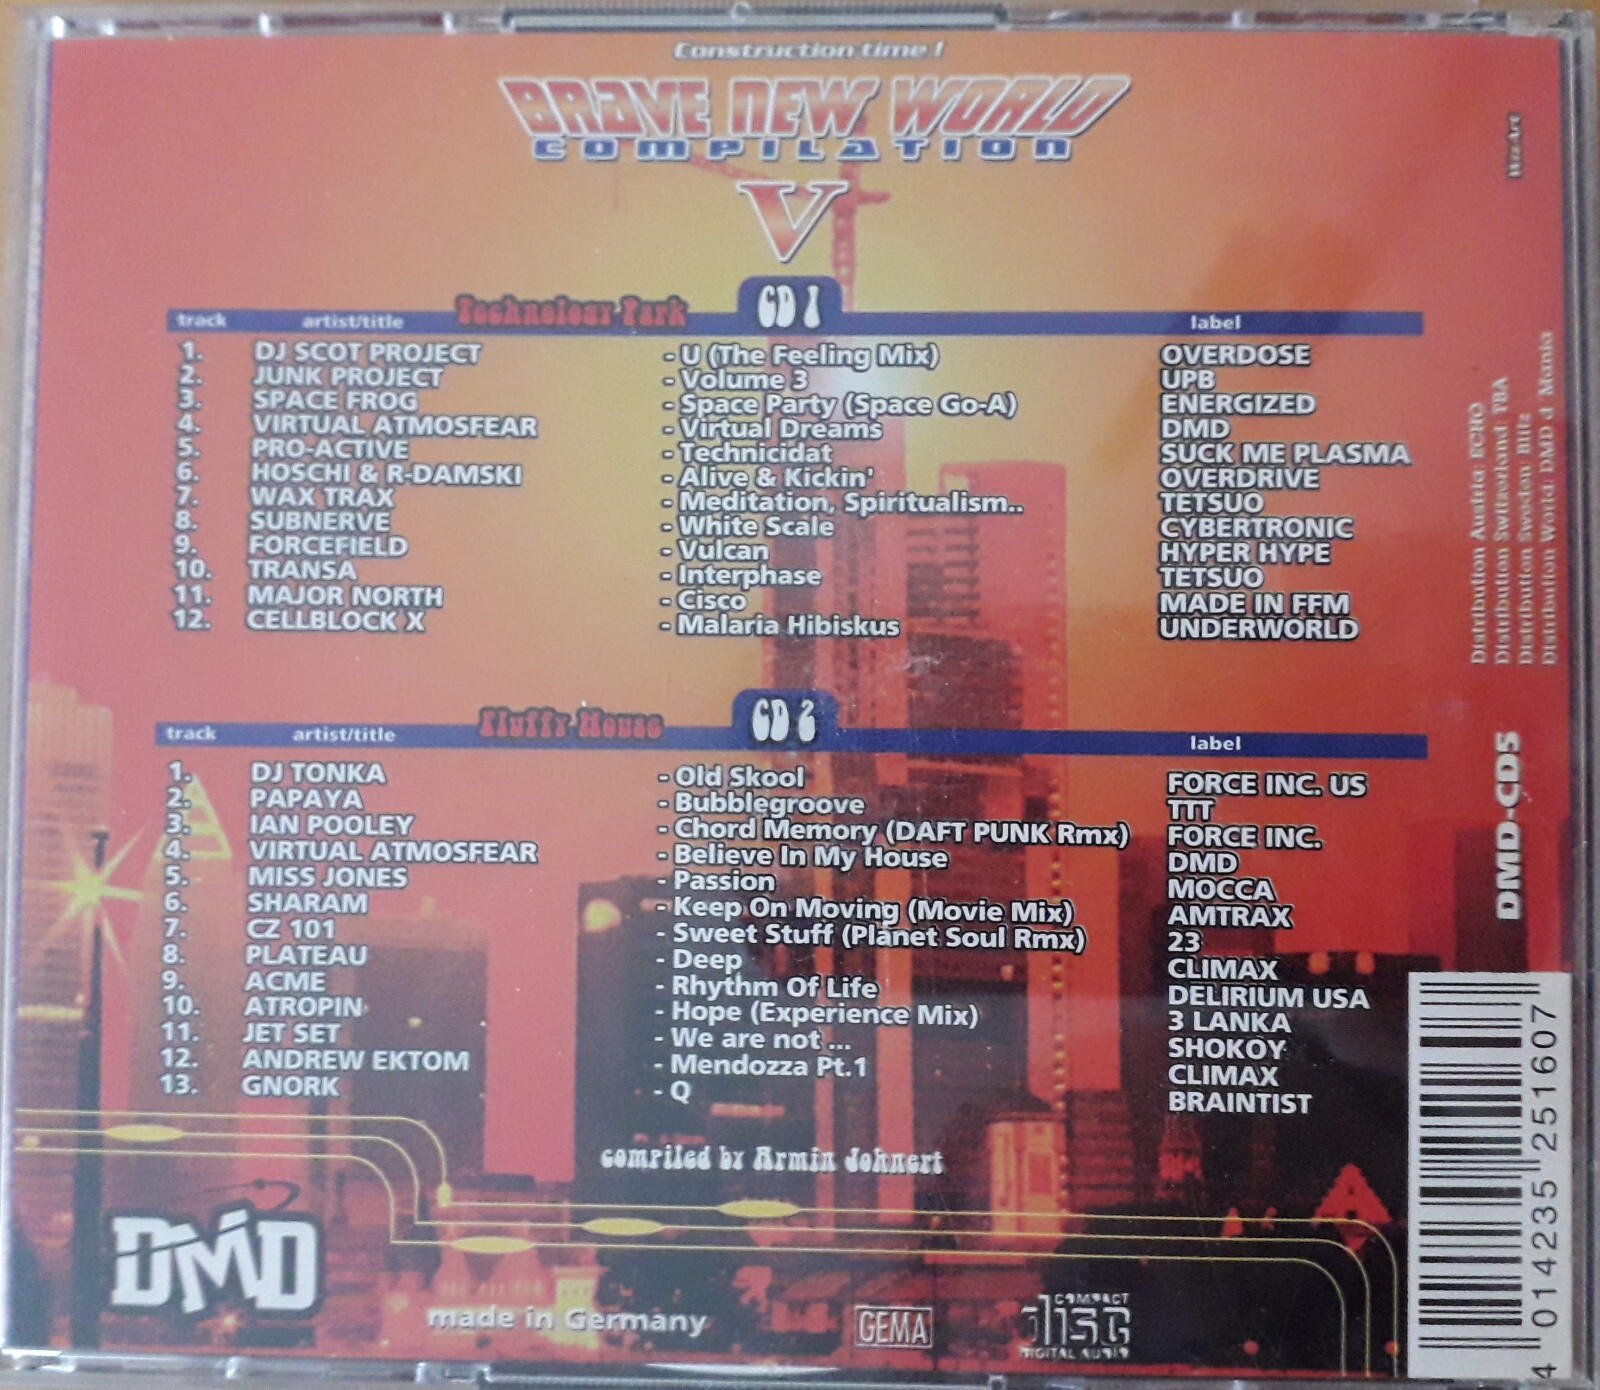 Construction time !
BRAVE NEW WORLD
COMPILATION
V
Technology Park
CD 1
track artist/title label
1. DJ SCOT PROJECT - U (The Feeling Mix) OVERDOSE
2. JUNK PROJECT - Volume 3 UPB
3. SPACE FROG - Space Party (Space Go-A) ENERGIZED
4. VIRTUAL ATMOSFEAR - Virtual Dreams DMD
5. PRO-ACTIVE - Technicidat SUCK ME PLASMA
6. HOSCHI & R-DAMSKI - Alive & Kickin' OVERDRIVE
7. WAX TRAX - Meditation, Spiritualism.. TETSUO
8. SUBNERVE - White Scale CYBERTRONIC
9. FORCEFIELD - Vulcan HYPER HYPE
10. TRANSA - Interphase TETSUO
11. MAJOR NORTH - Cisco MADE IN FFM
12. CELLBLOCK X - Malaria Hibiskus UNDERWORLD
Fluffy House
CD 2
track artist/title label
1. DJ TONKA - Old Skool FORCE INC. US
2. PAPAYA - Bubblegroove TTT
3. IAN POOLEY - Chord Memory (DAFT PUNK Rmx) FORCE INC.
4. VIRTUAL ATMOSFEAR - Believe In My House DMD
5. MISS JONES - Passion MOCCA
6. SHARAM - Keep On Moving (Movie Mix) AMTRAX
7. CZ 101 - Sweet Stuff (Planet Soul Rmx) 23
8. PLATEAU - Deep CLIMAX
9. ACME - Rhythm Of Life DELIRIUM USA
10. ATROPIN - Hope (Experience Mix) 3 LANKA
11. JET SET - We are not ... SHOKOY
12. ANDREW EKTOM - Mendozza Pt.1 CLIMAX
13. GNORK - Q BRAINTIST
compiled by Armin Johnert
DMD
made in Germany
GEMA
COMPACT
disc
DIGITAL AUDIO
Distribution Austria: ECHO
Distribution Switzerland TBA
Distribution Sweden: Blitz
Distribution World: DMD d Mania
DMD-CD5
4 014235 251607